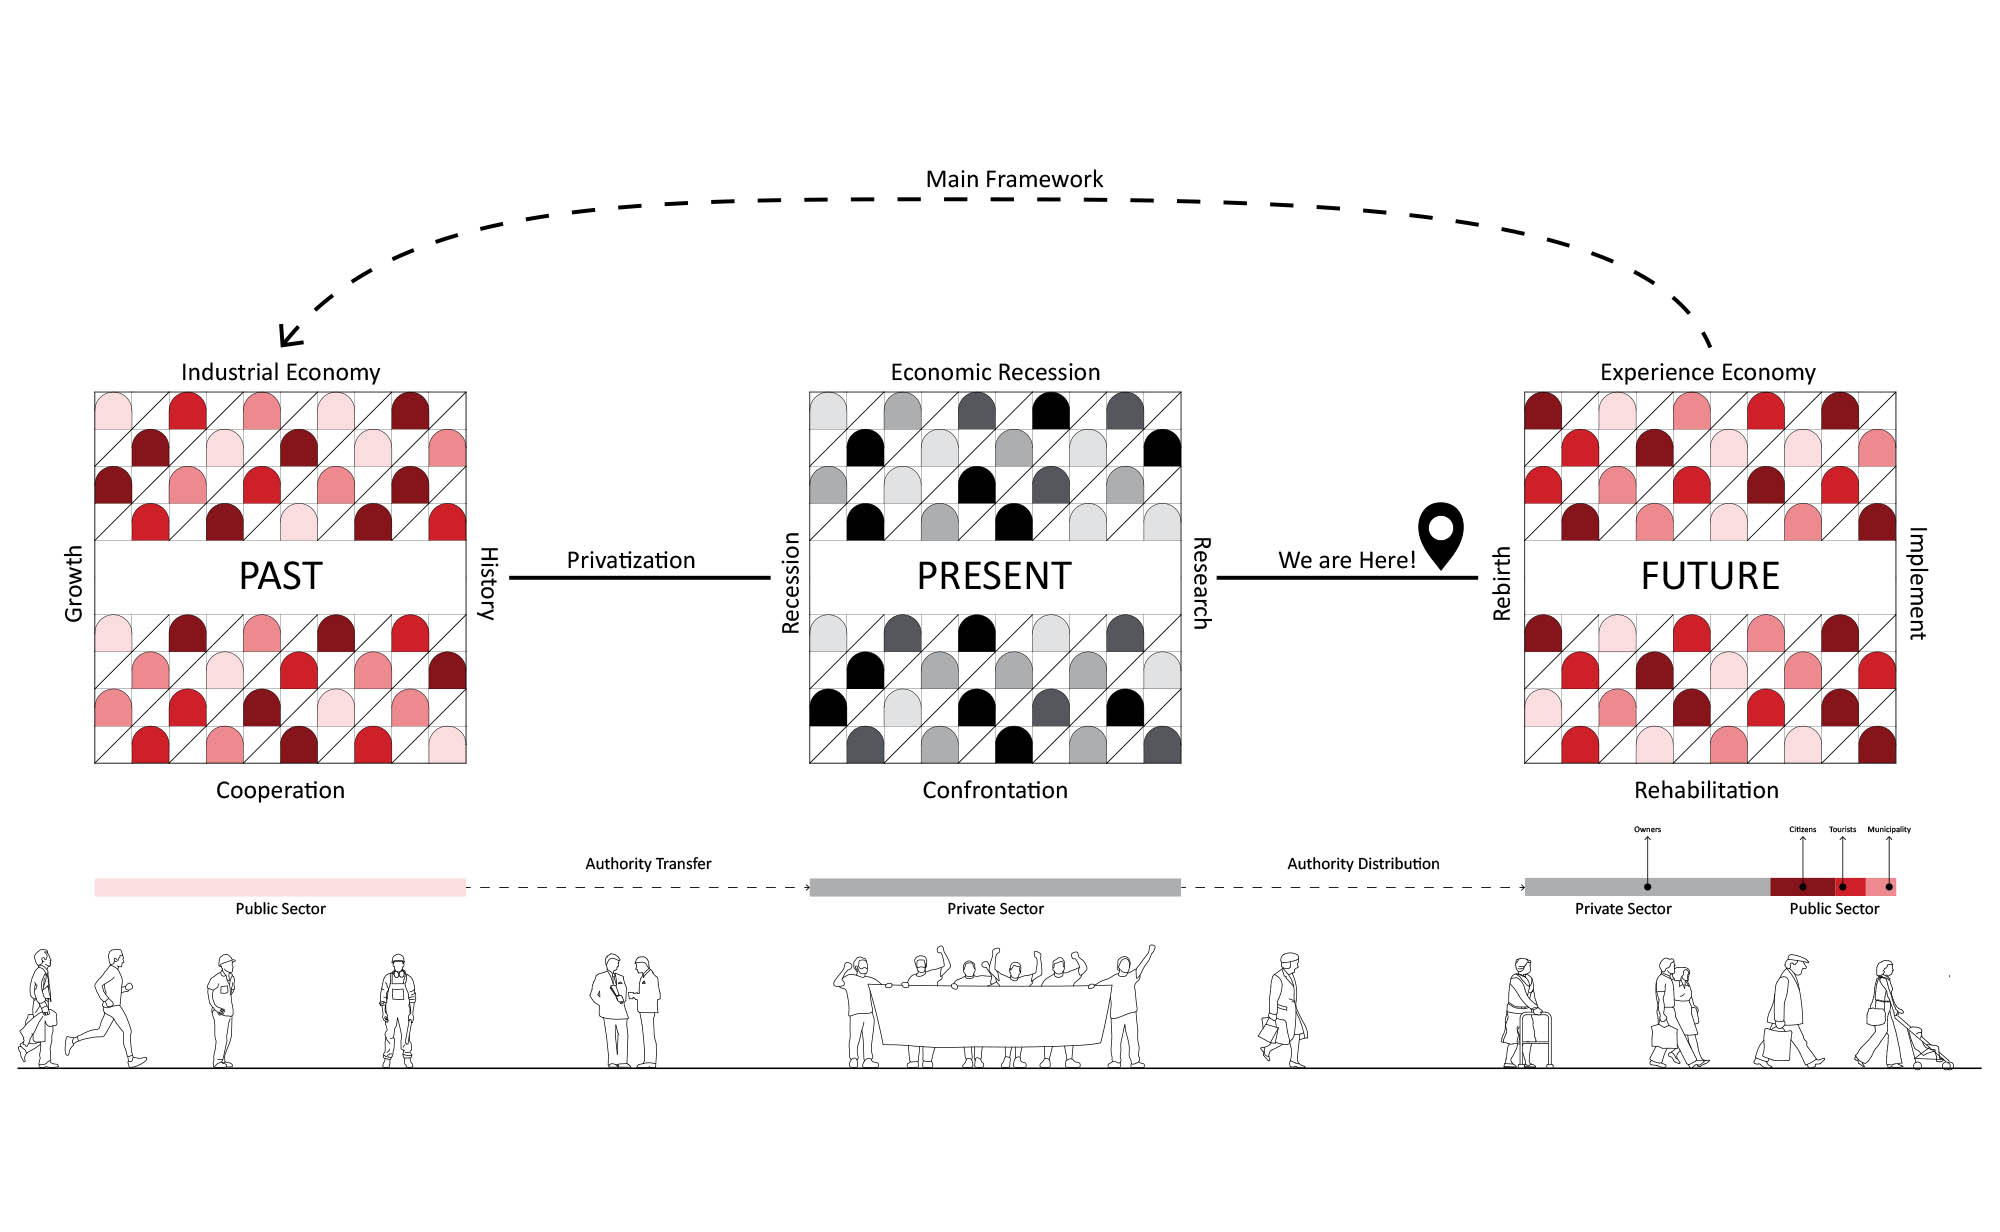 Main Framework
Industrial Economy
Economic Recession
Experience Economy
Growth
PAST
History
Privatization
Recession
PRESENT
Research
We are Here!
Rebirth
FUTURE
Implement
Cooperation
Confrontation
Rehabilitation
Owners
Citizens
Tourists
Municipality
Authority Transfer
Authority Distribution
Public Sector
Private Sector
Private Sector
Public Sector